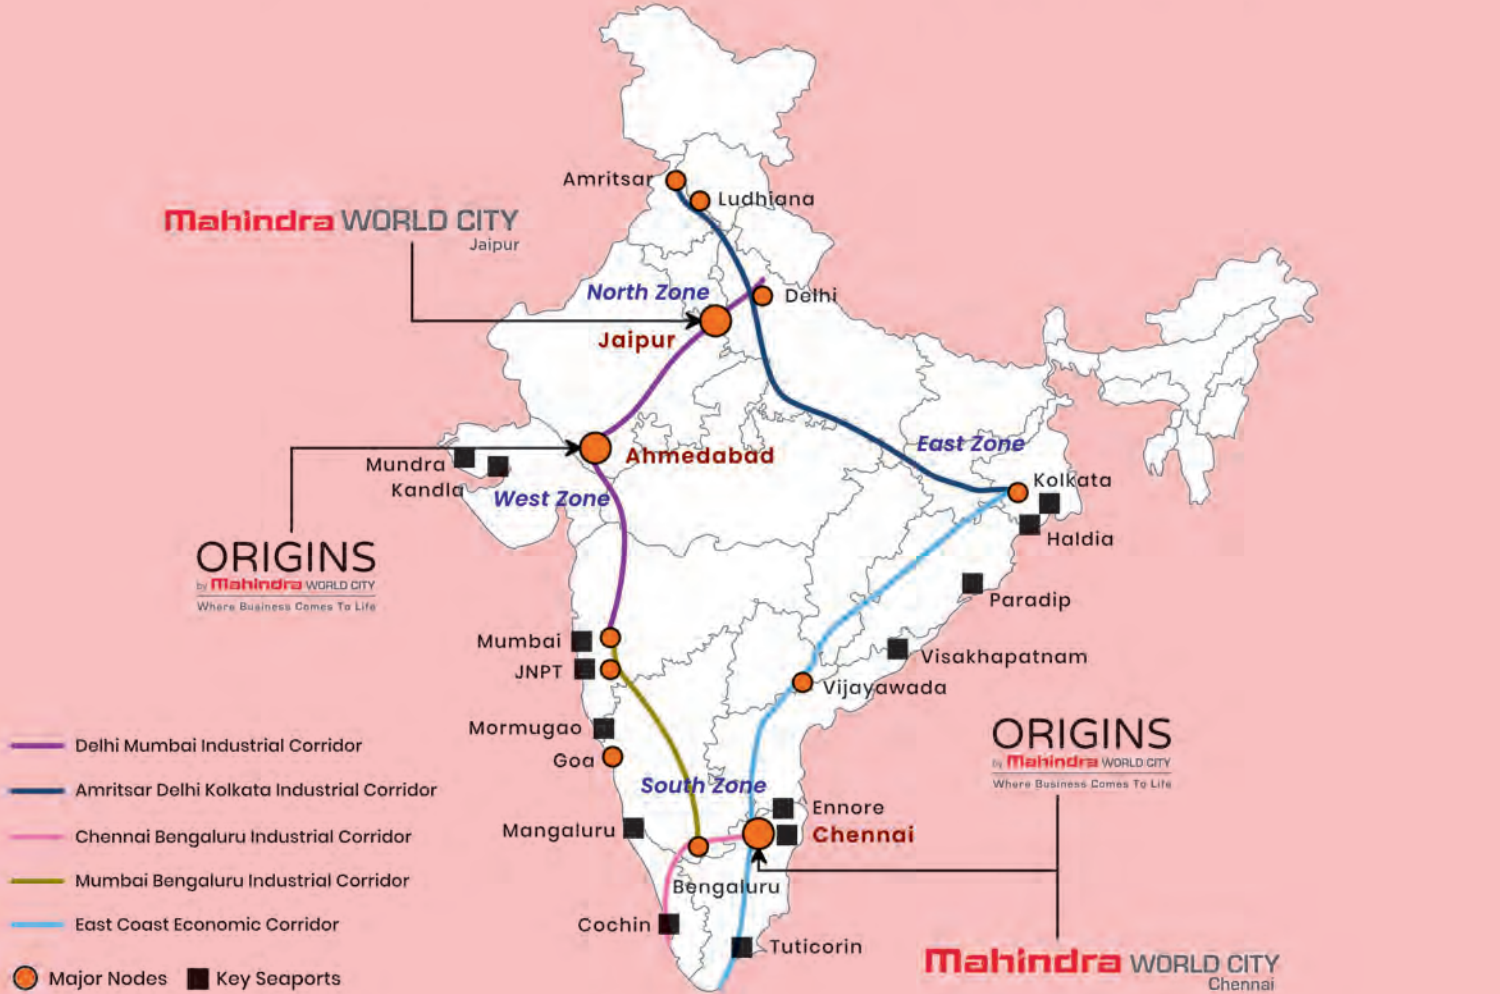 Amritsar
Ludhiana
Mahindra WORLD CITY
Jaipur
North Zone
Delhi
Jaipur
East Zone
Ahmedabad
Mundra
Kandla
West Zone
Kolkata
Haldia
ORIGINS
by Mahindra WORLD CITY
Where Business Comes To Life
Paradip
Mumbai
JNPT
Visakhapatnam
Vijayawada
Mormugao
Goa
ORIGINS
by Mahindra WORLD CITY
Where Business Comes To Life
South Zone
Ennore
Chennai
Mangaluru
Bengaluru
Cochin
Tuticorin
Mahindra WORLD CITY
Chennai
Delhi Mumbai Industrial Corridor
Amritsar Delhi Kolkata Industrial Corridor
Chennai Bengaluru Industrial Corridor
Mumbai Bengaluru Industrial Corridor
East Coast Economic Corridor
Major Nodes Key Seaports